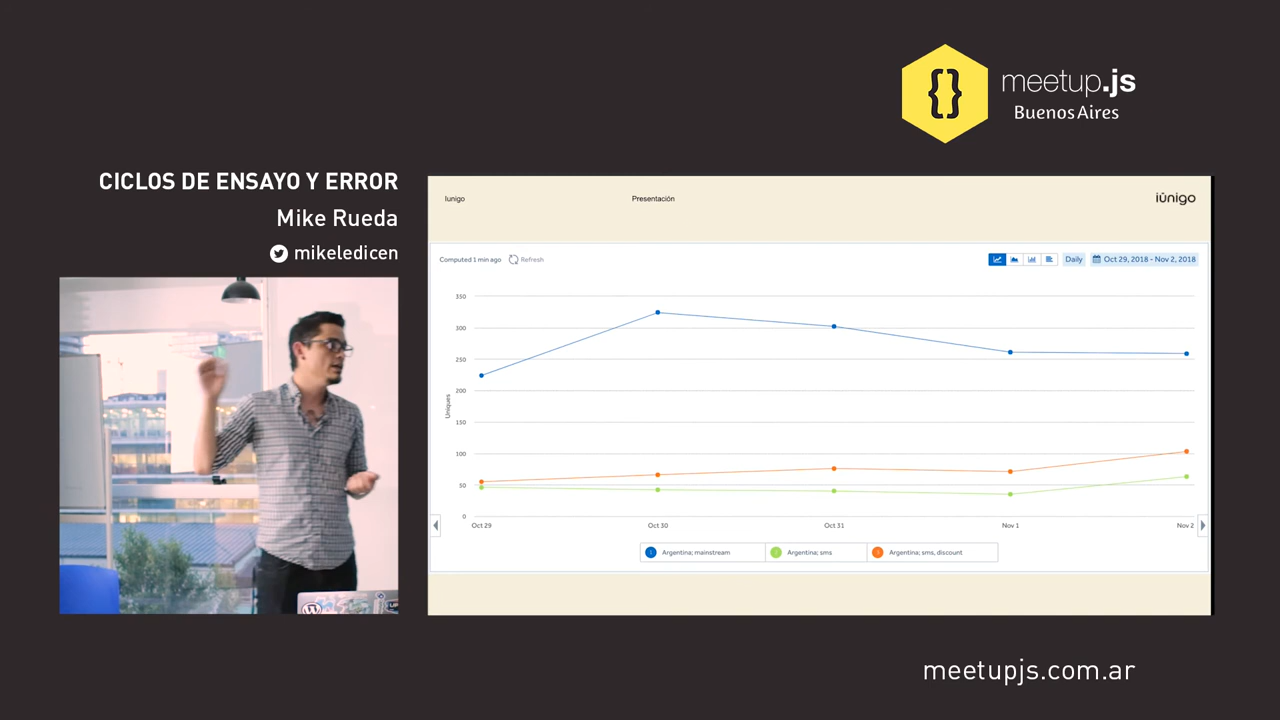 {}
meetup.js
Buenos Aires
CICLOS DE ENSAYO Y ERROR
Mike Rueda
mikeledicen
Iunigo
Presentación
iúnigo
Computed 1 min ago
Refresh
Daily
Oct 29, 2018 - Nov 2, 2018
350
300
250
200
150
100
50
0
Uniques
Oct 29
Oct 30
Oct 31
Nov 1
Nov 2
Argentina; mainstream
Argentina; sms
Argentina; sms, discount
meetupjs.com.ar